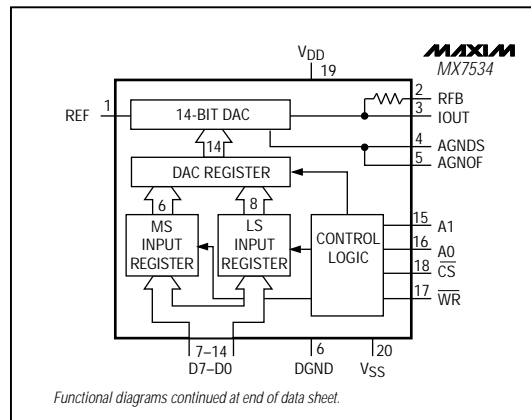 VDD
19
MAXIM
MX7534
1
REF
14-BIT DAC
2
RFB
3
IOUT
4
AGNDS
5
AGNOF
14
DAC REGISTER
6
8
MS
INPUT
REGISTER
LS
INPUT
REGISTER
CONTROL
LOGIC
15
A1
16
A0
18
CS
17
WR
7–14
D7–D0
6
DGND
20
VSS
Functional diagrams continued at end of data sheet.